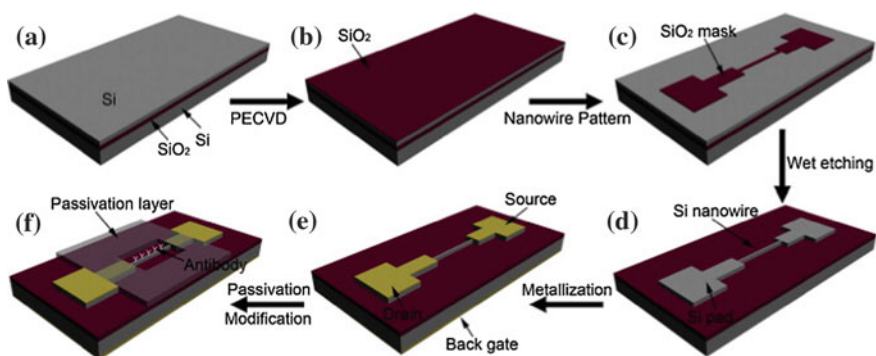 (a)
Si
SiO₂
Si
PECVD
(b)
SiO₂
Nanowire Pattern
(c)
SiO₂ mask
Wet etching
(d)
Si nanowire
Si pad
Metallization
(e)
Source
Drain
Back gate
Passivation
Modification
(f)
Passivation layer
Antibody